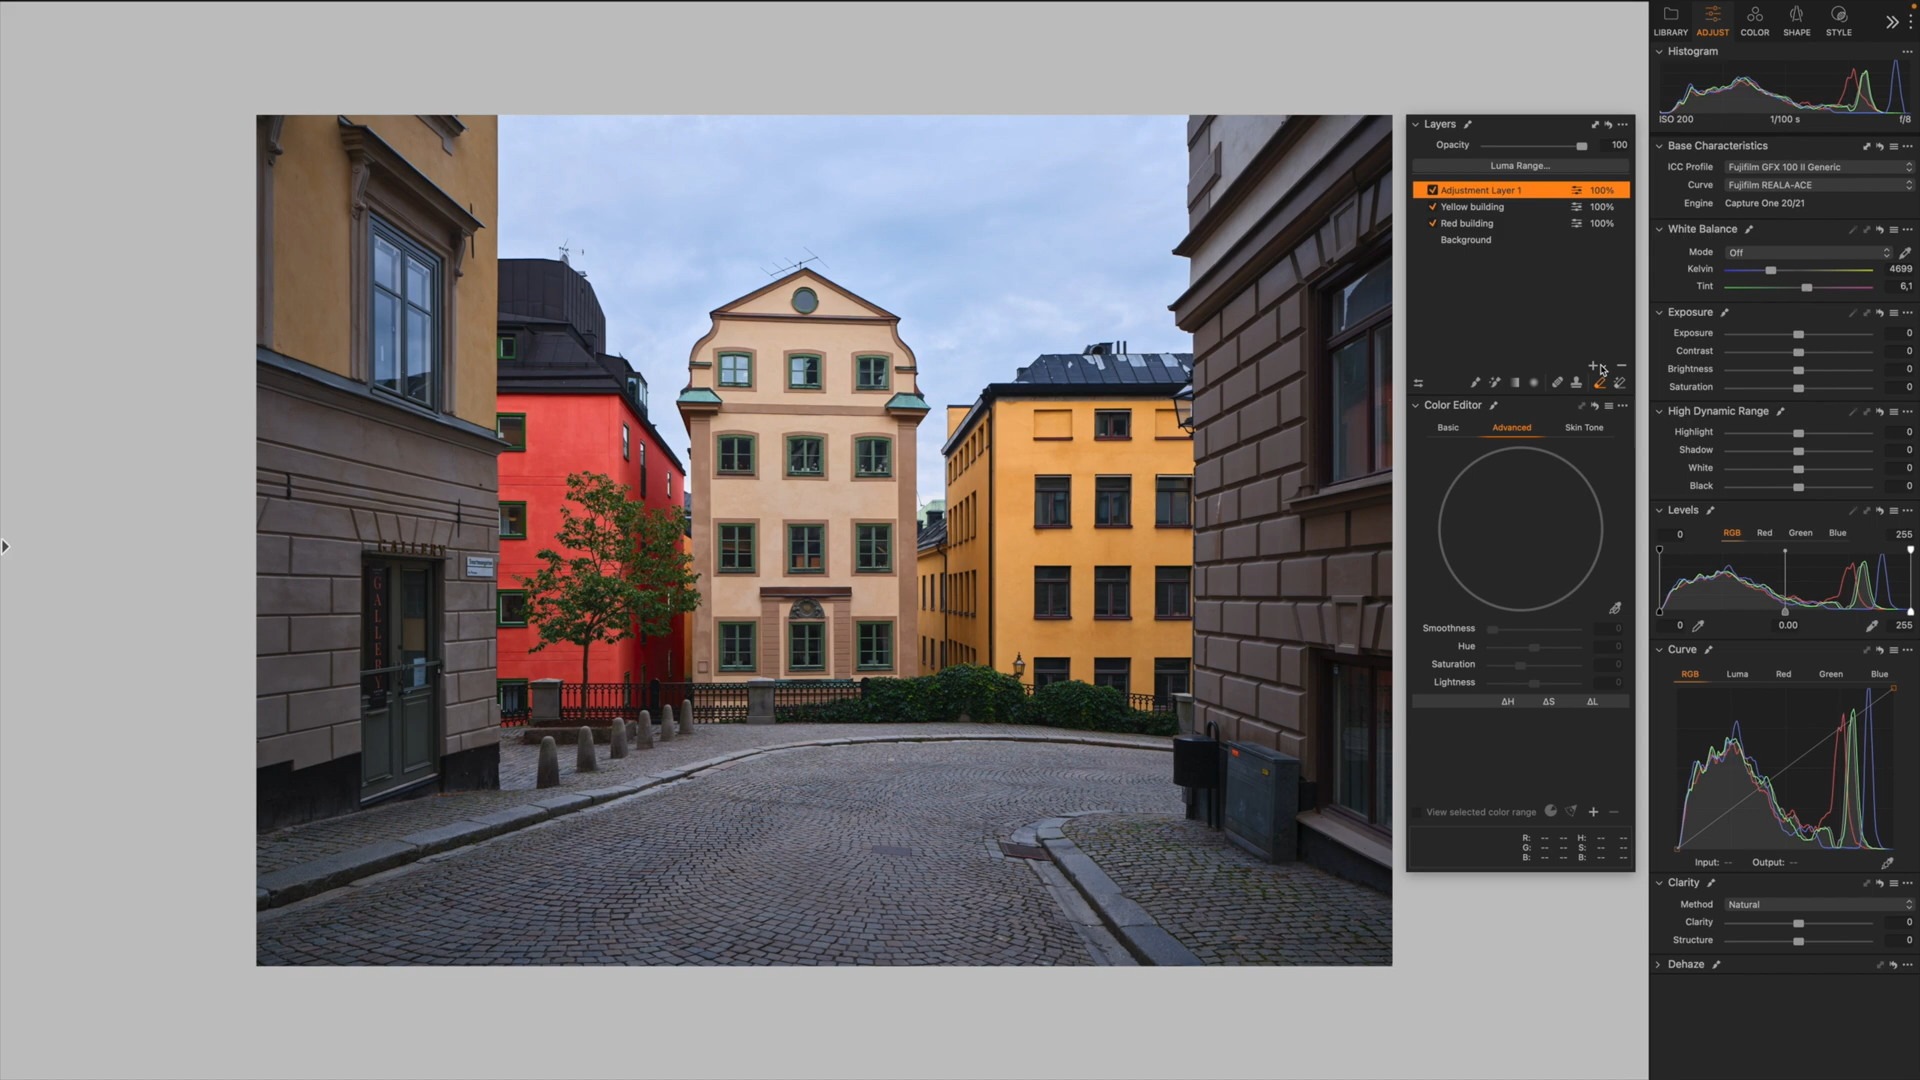 LIBRARY ADJUST COLOR SHAPE STYLE
Histogram
ISO 200 1/100 s f/8
Base Characteristics
ICC Profile Fujifilm GFX 100 II Generic
Curve Fujifilm REALA-ACE
Engine Capture One 20/21
White Balance
Mode Off
Kelvin 4699
Tint 6,1
Exposure
Exposure 0
Contrast 0
Brightness 0
Saturation 0
High Dynamic Range
Highlight 0
Shadow 0
White 0
Black 0
Levels
0 RGB Red Green Blue 255
0 0.00 255
Curve
RGB Luma Red Green Blue
Input: -- Output: --
Clarity
Method Natural
Clarity 0
Structure 0
Dehaze
Layers
Opacity 100
Luma Range...
Adjustment Layer 1 100%
Yellow building 100%
Red building 100%
Background
Color Editor
Basic Advanced Skin Tone
Smoothness 0
Hue 0
Saturation 0
Lightness 0
ΔH ΔS ΔL
View selected color range
R: -- -- H: -- --
G: -- -- S: -- --
B: -- -- B: -- --
GALLERY
GALLERY